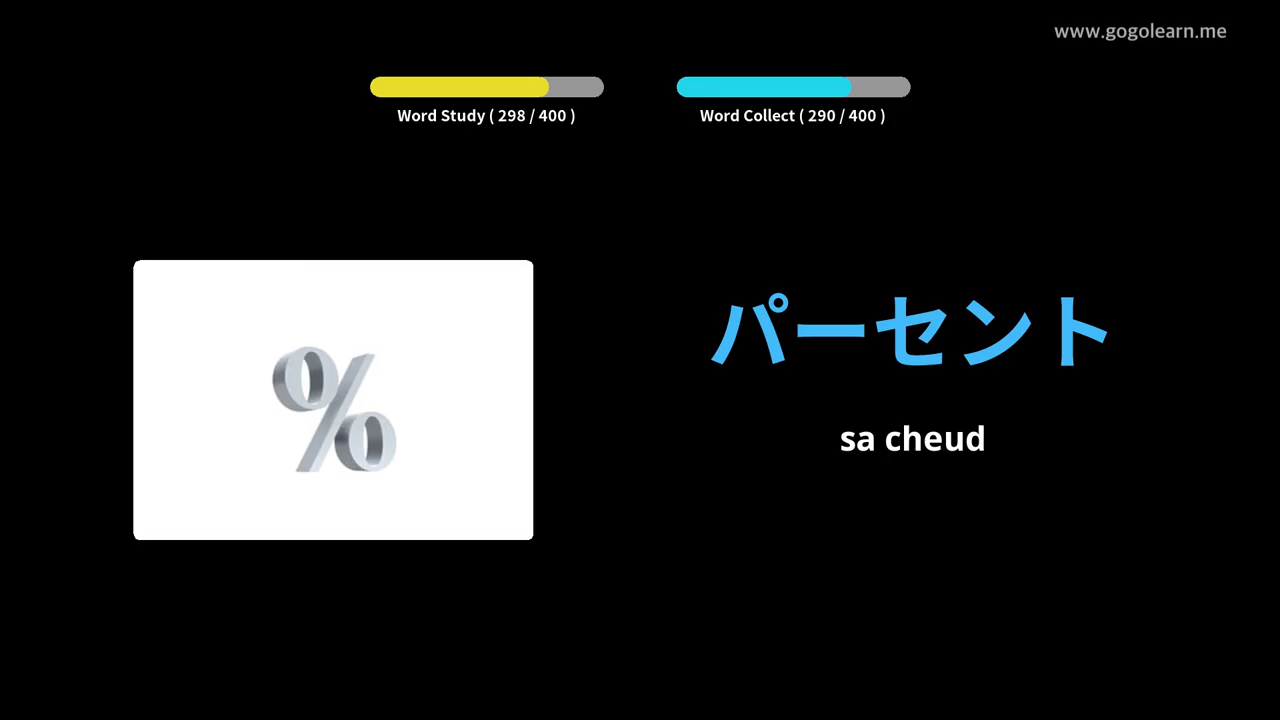 www.gogolearn.me
Word Study ( 298 / 400 )
Word Collect ( 290 / 400 )
%
パーセント
sa cheud